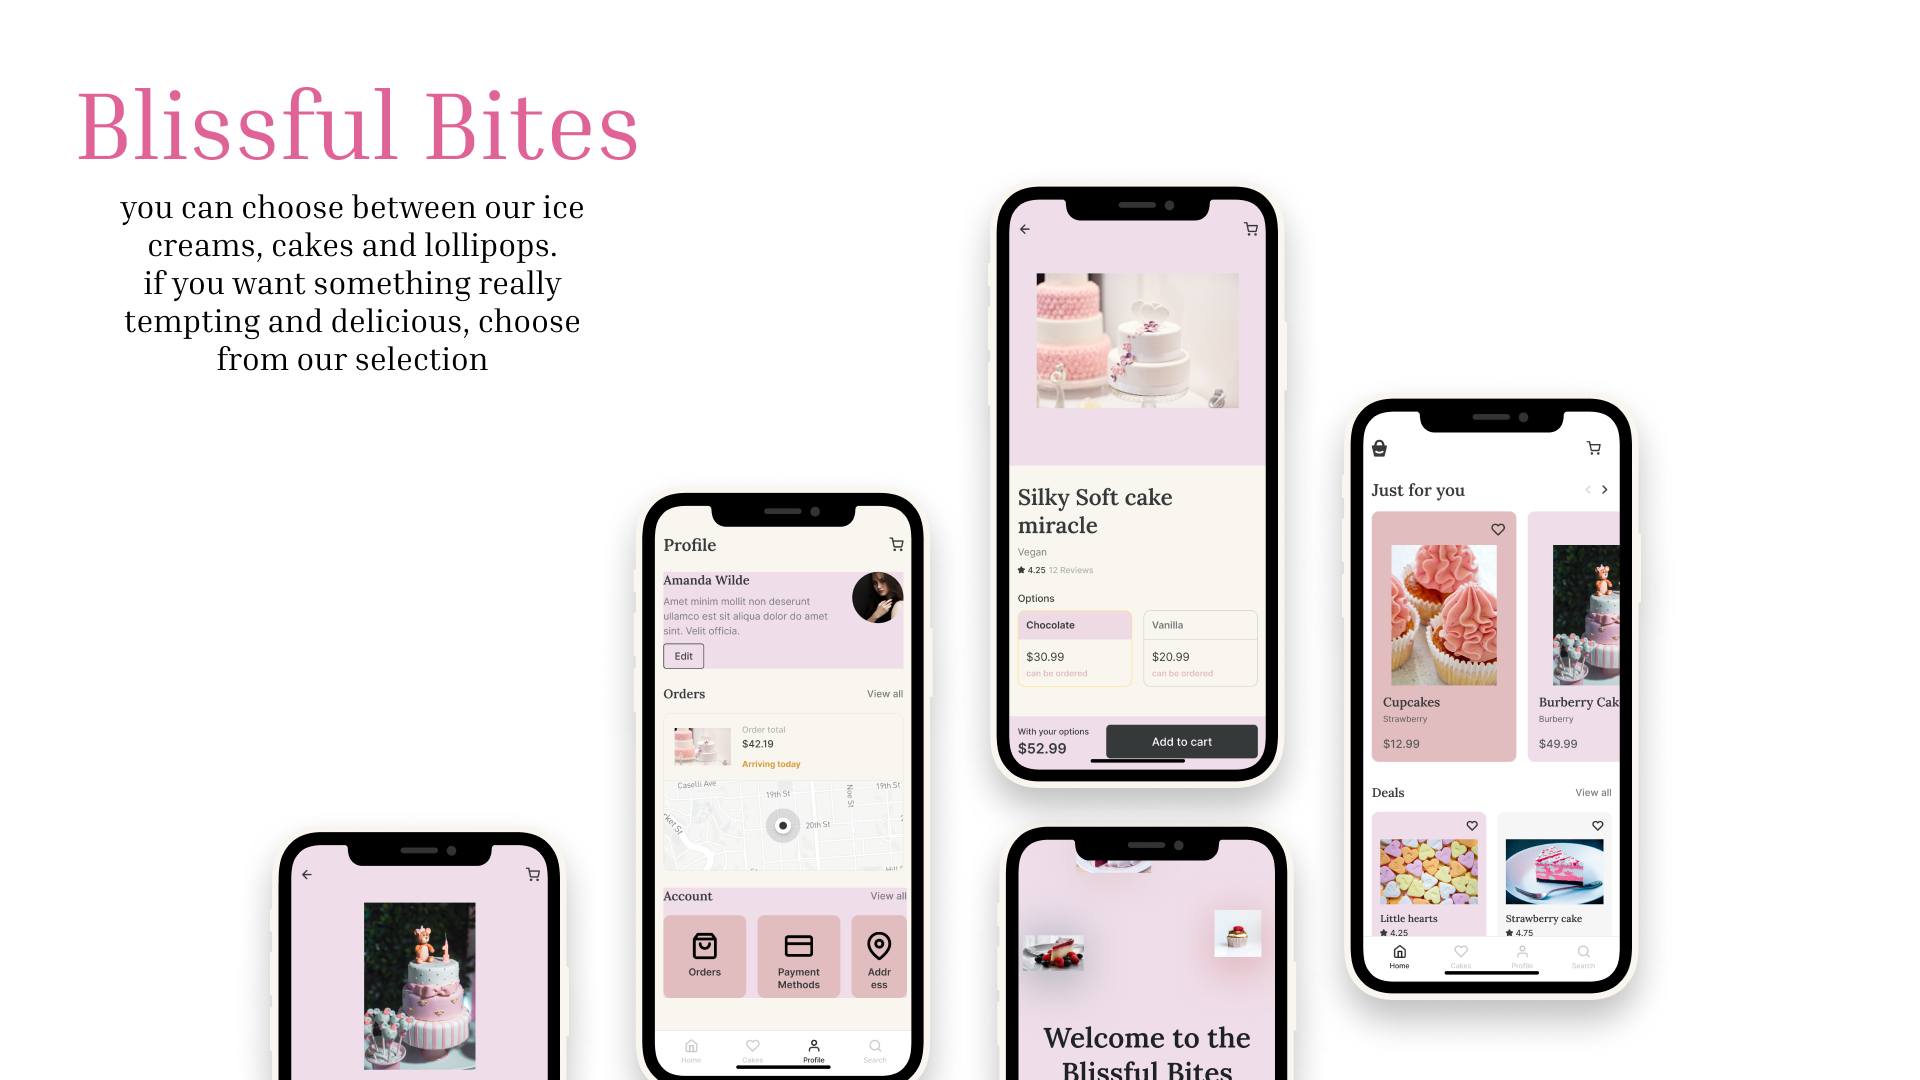 Blissful Bites
you can choose between our ice
creams, cakes and lollipops.
if you want something really
tempting and delicious, choose
from our selection
Profile
Amanda Wilde
Amet minim mollit non deserunt
ullamco est sit aliqua dolor do amet
sint. Velit officia.
Edit
Orders
View all
Order total
$42.19
Arriving today
Caselli Ave
19th St
19th St
Noe St
20th St
Account
View all
Orders
Payment
Methods
Addr
ess
Home
Cakes
Profile
Search
Silky Soft cake
miracle
Vegan
4.25 12 Reviews
Options
Chocolate
$30.99
can be ordered
Vanilla
$20.99
can be ordered
With your options
$52.99
Add to cart
Welcome to the
Blissful Bites
Just for you
Cupcakes
Strawberry
$12.99
Burberry Cak
Burberry
$49.99
Deals
View all
Little hearts
4.25
Strawberry cake
4.75
Home
Cakes
Profile
Search